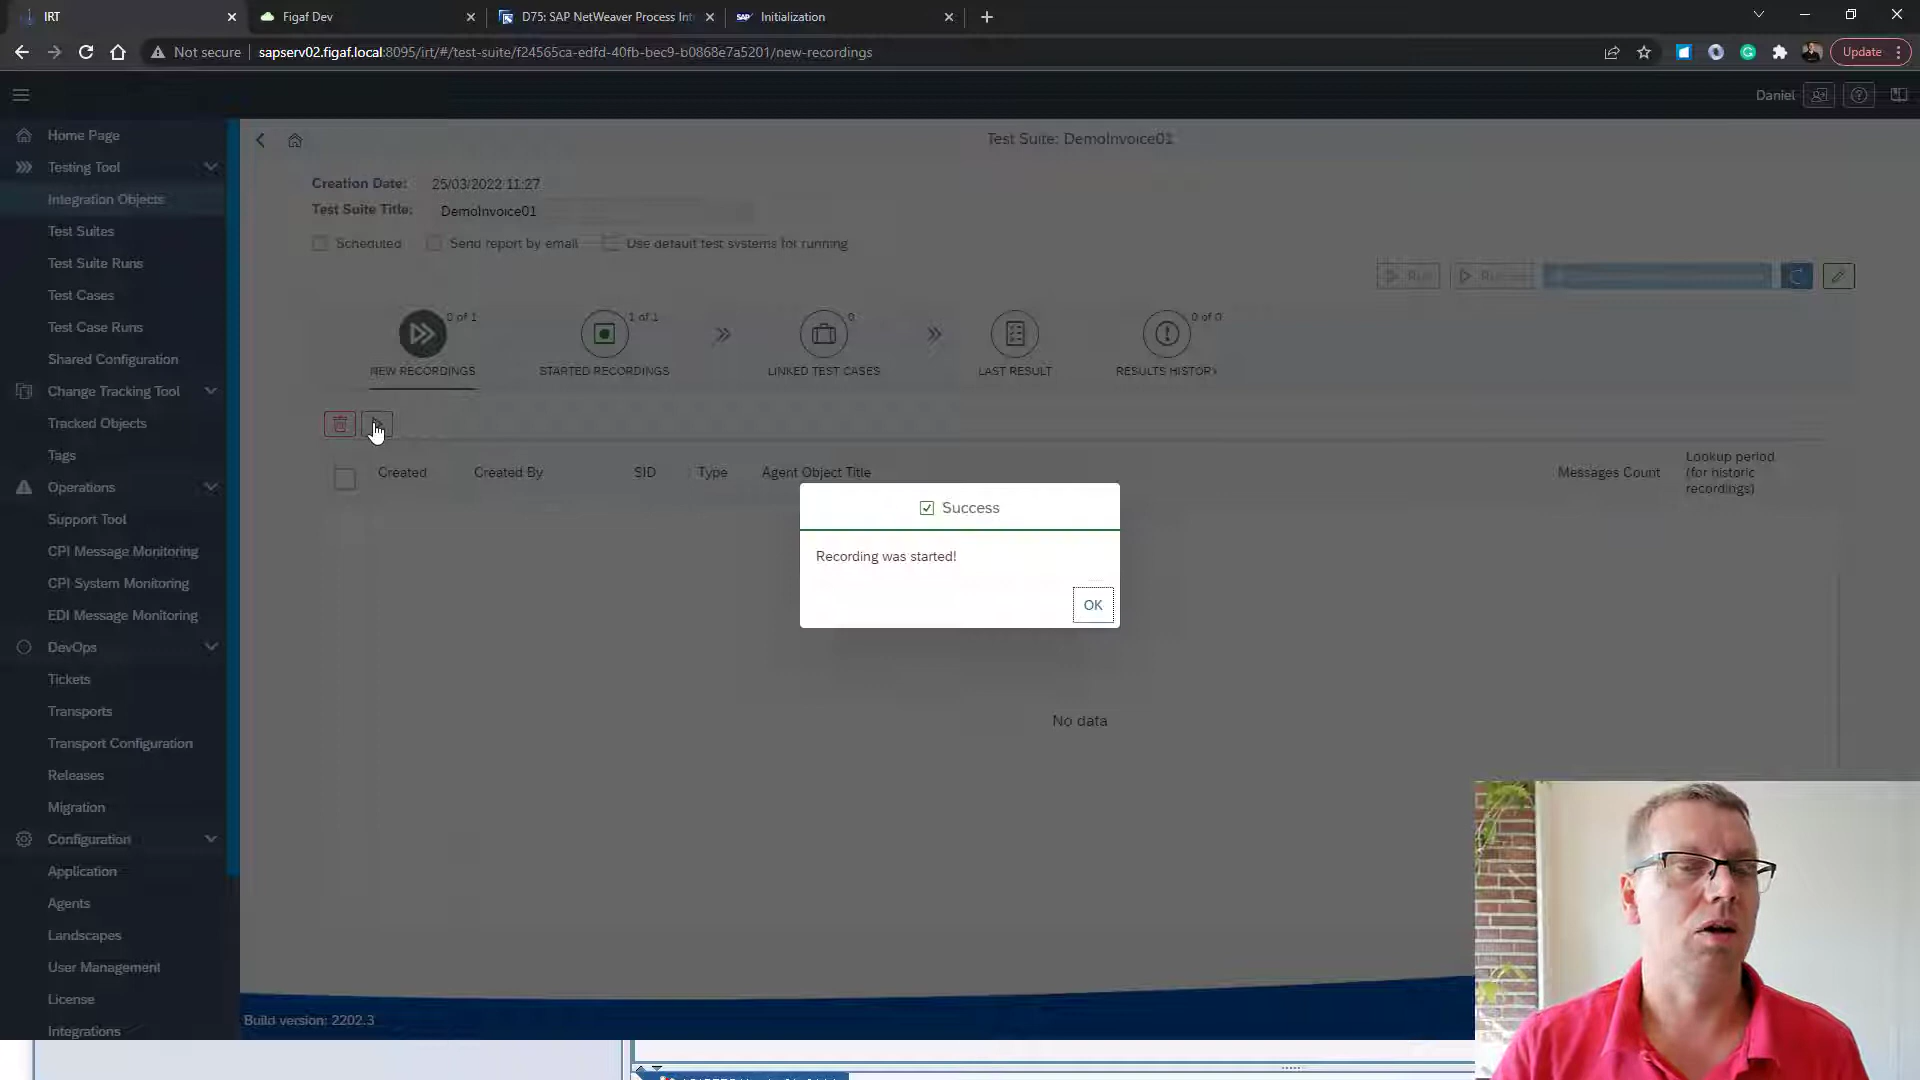 IRT
Figaf Dev
D75: SAP NetWeaver Process Int
Initialization
Not secure
sapserv02.figaf.local:8095/irt/#/test-suite/f24565ca-edfd-40fb-bec9-b0868e7a5201/new-recordings
Update
Daniel
Home Page
Testing Tool
Integration Objects
Test Suites
Test Suite Runs
Test Cases
Test Case Runs
Shared Configuration
Change Tracking Tool
Tracked Objects
Tags
Operations
Support Tool
CPI Message Monitoring
CPI System Monitoring
EDI Message Monitoring
DevOps
Tickets
Transports
Transport Configuration
Releases
Migration
Configuration
Application
Agents
Landscapes
User Management
License
Integrations
Test Suite: DemoInvoice01
Creation Date: 25/03/2022 11:27
Test Suite Title: DemoInvoice01
Scheduled
Send report by email
Use default test systems for running
Run
0 of 1
NEW RECORDINGS
1 of 1
STARTED RECORDINGS
0
LINKED TEST CASES
LAST RESULT
0 of 0
RESULTS HISTORY
Created
Created By
SID
Type
Agent Object Title
Messages Count
Lookup period
(for historic
recordings)
Success
Recording was started!
OK
No data
Build version: 2202.3